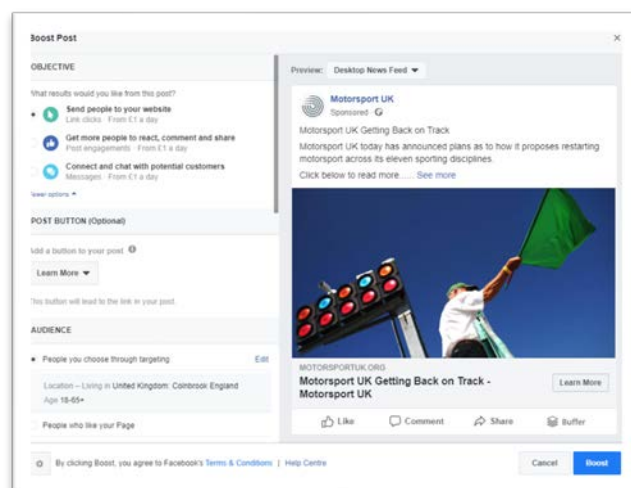 Boost Post
OBJECTIVE
What results would you like from this post?
Send people to your website
Link clicks · From £1 a day
Get more people to react, comment and share
Post engagements · From £1 a day
Connect and chat with potential customers
Messages · From £1 a day
Fewer options
POST BUTTON (Optional)
Add a button to your post
Learn More
This button will lead to the link in your post.
AUDIENCE
People you choose through targeting
Edit
Location – Living in United Kingdom: Colnbrook England
Age 18-65+
People who like your Page
Preview:
Desktop News Feed
Motorsport UK
Sponsored ·
Motorsport UK Getting Back on Track
Motorsport UK today has announced plans as to how it proposes restarting
motorsport across its eleven sporting disciplines.
Click below to read more...... See more
MOTORSPORTUK.ORG
Motorsport UK Getting Back on Track -
Motorsport UK
Learn More
Like Comment Share Buffer
By clicking Boost, you agree to Facebook's Terms & Conditions | Help Centre
Cancel
Boost